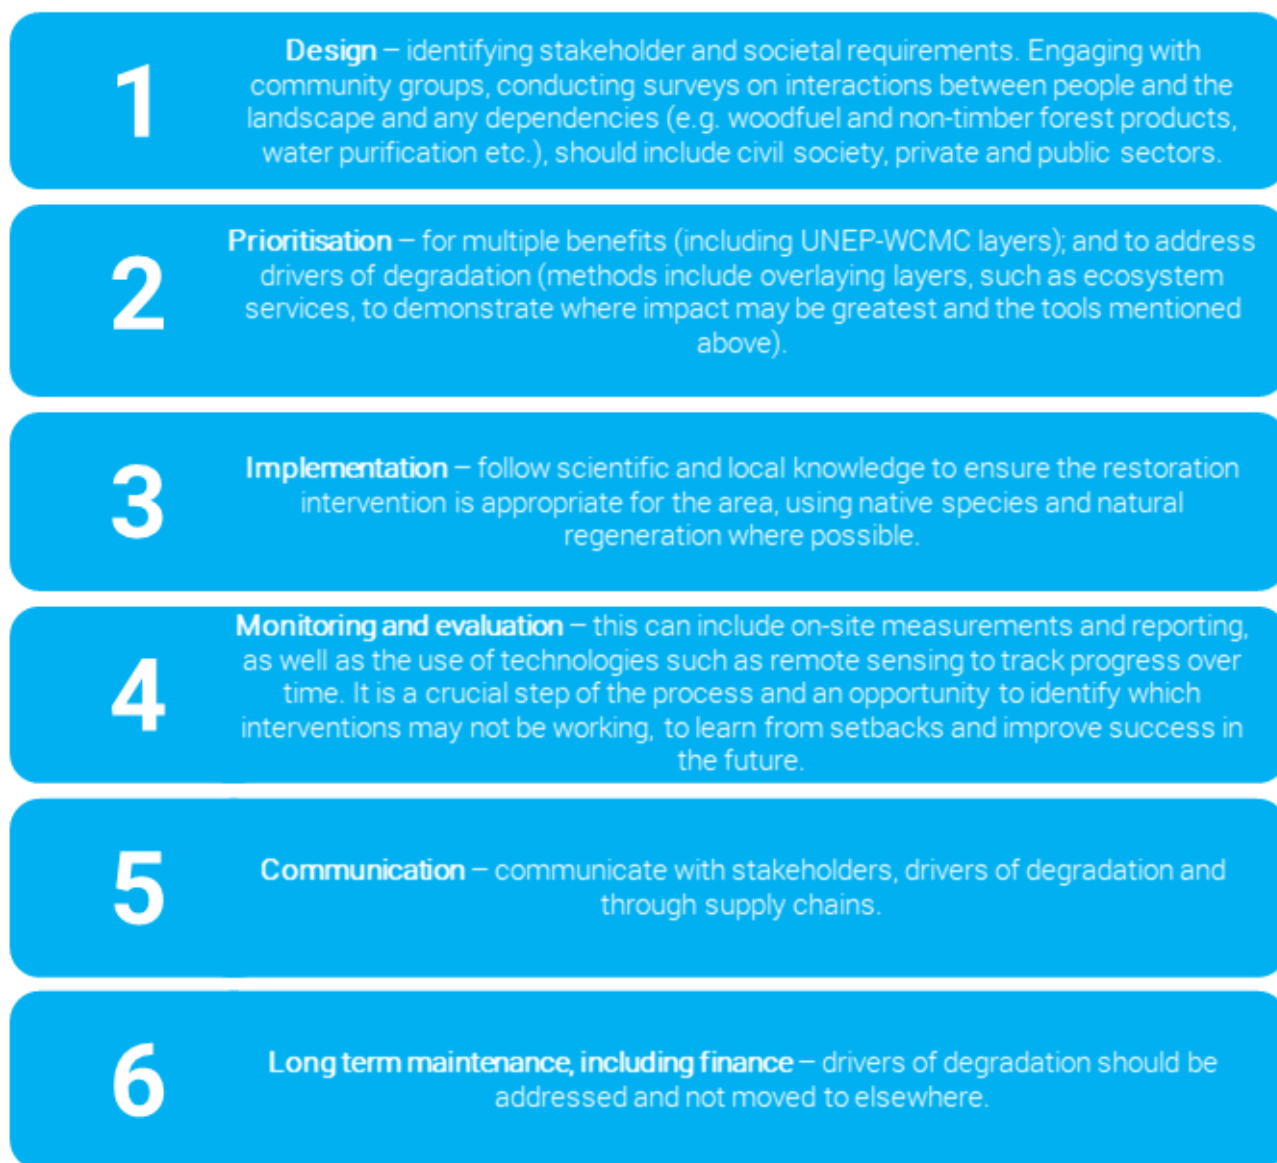 1
Design – identifying stakeholder and societal requirements. Engaging with
community groups, conducting surveys on interactions between people and the
landscape and any dependencies (e.g. woodfuel and non-timber forest products,
water purification etc.), should include civil society, private and public sectors.
2
Prioritisation – for multiple benefits (including UNEP-WCMC layers); and to address
drivers of degradation (methods include overlaying layers, such as ecosystem
services, to demonstrate where impact may be greatest and the tools mentioned
above).
3
Implementation – follow scientific and local knowledge to ensure the restoration
intervention is appropriate for the area, using native species and natural
regeneration where possible.
4
Monitoring and evaluation – this can include on-site measurements and reporting,
as well as the use of technologies such as remote sensing to track progress over
time. It is a crucial step of the process and an opportunity to identify which
interventions may not be working, to learn from setbacks and improve success in
the future.
5
Communication – communicate with stakeholders, drivers of degradation and
through supply chains.
6
Long term maintenance, including finance – drivers of degradation should be
addressed and not moved to elsewhere.